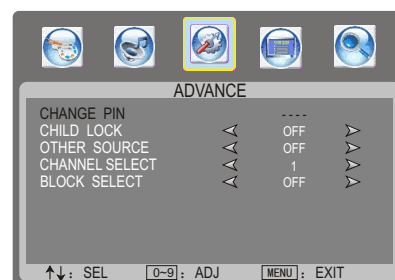 ADVANCE
CHANGE PIN - - - -
CHILD LOCK OFF
OTHER SOURCE OFF
CHANNEL SELECT 1
BLOCK SELECT OFF
↑↓: SEL 0~9: ADJ MENU: EXIT